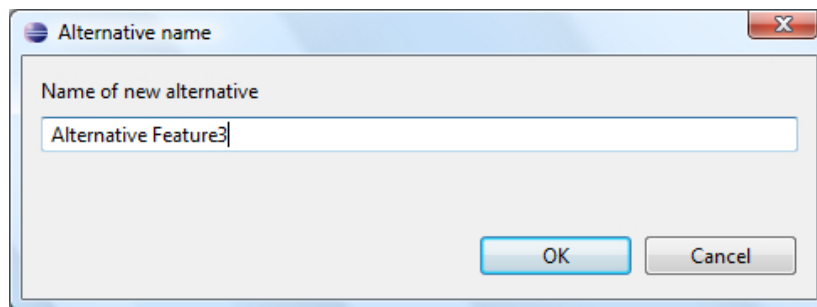 Alternative name
Name of new alternative
Alternative Feature3
OK
Cancel